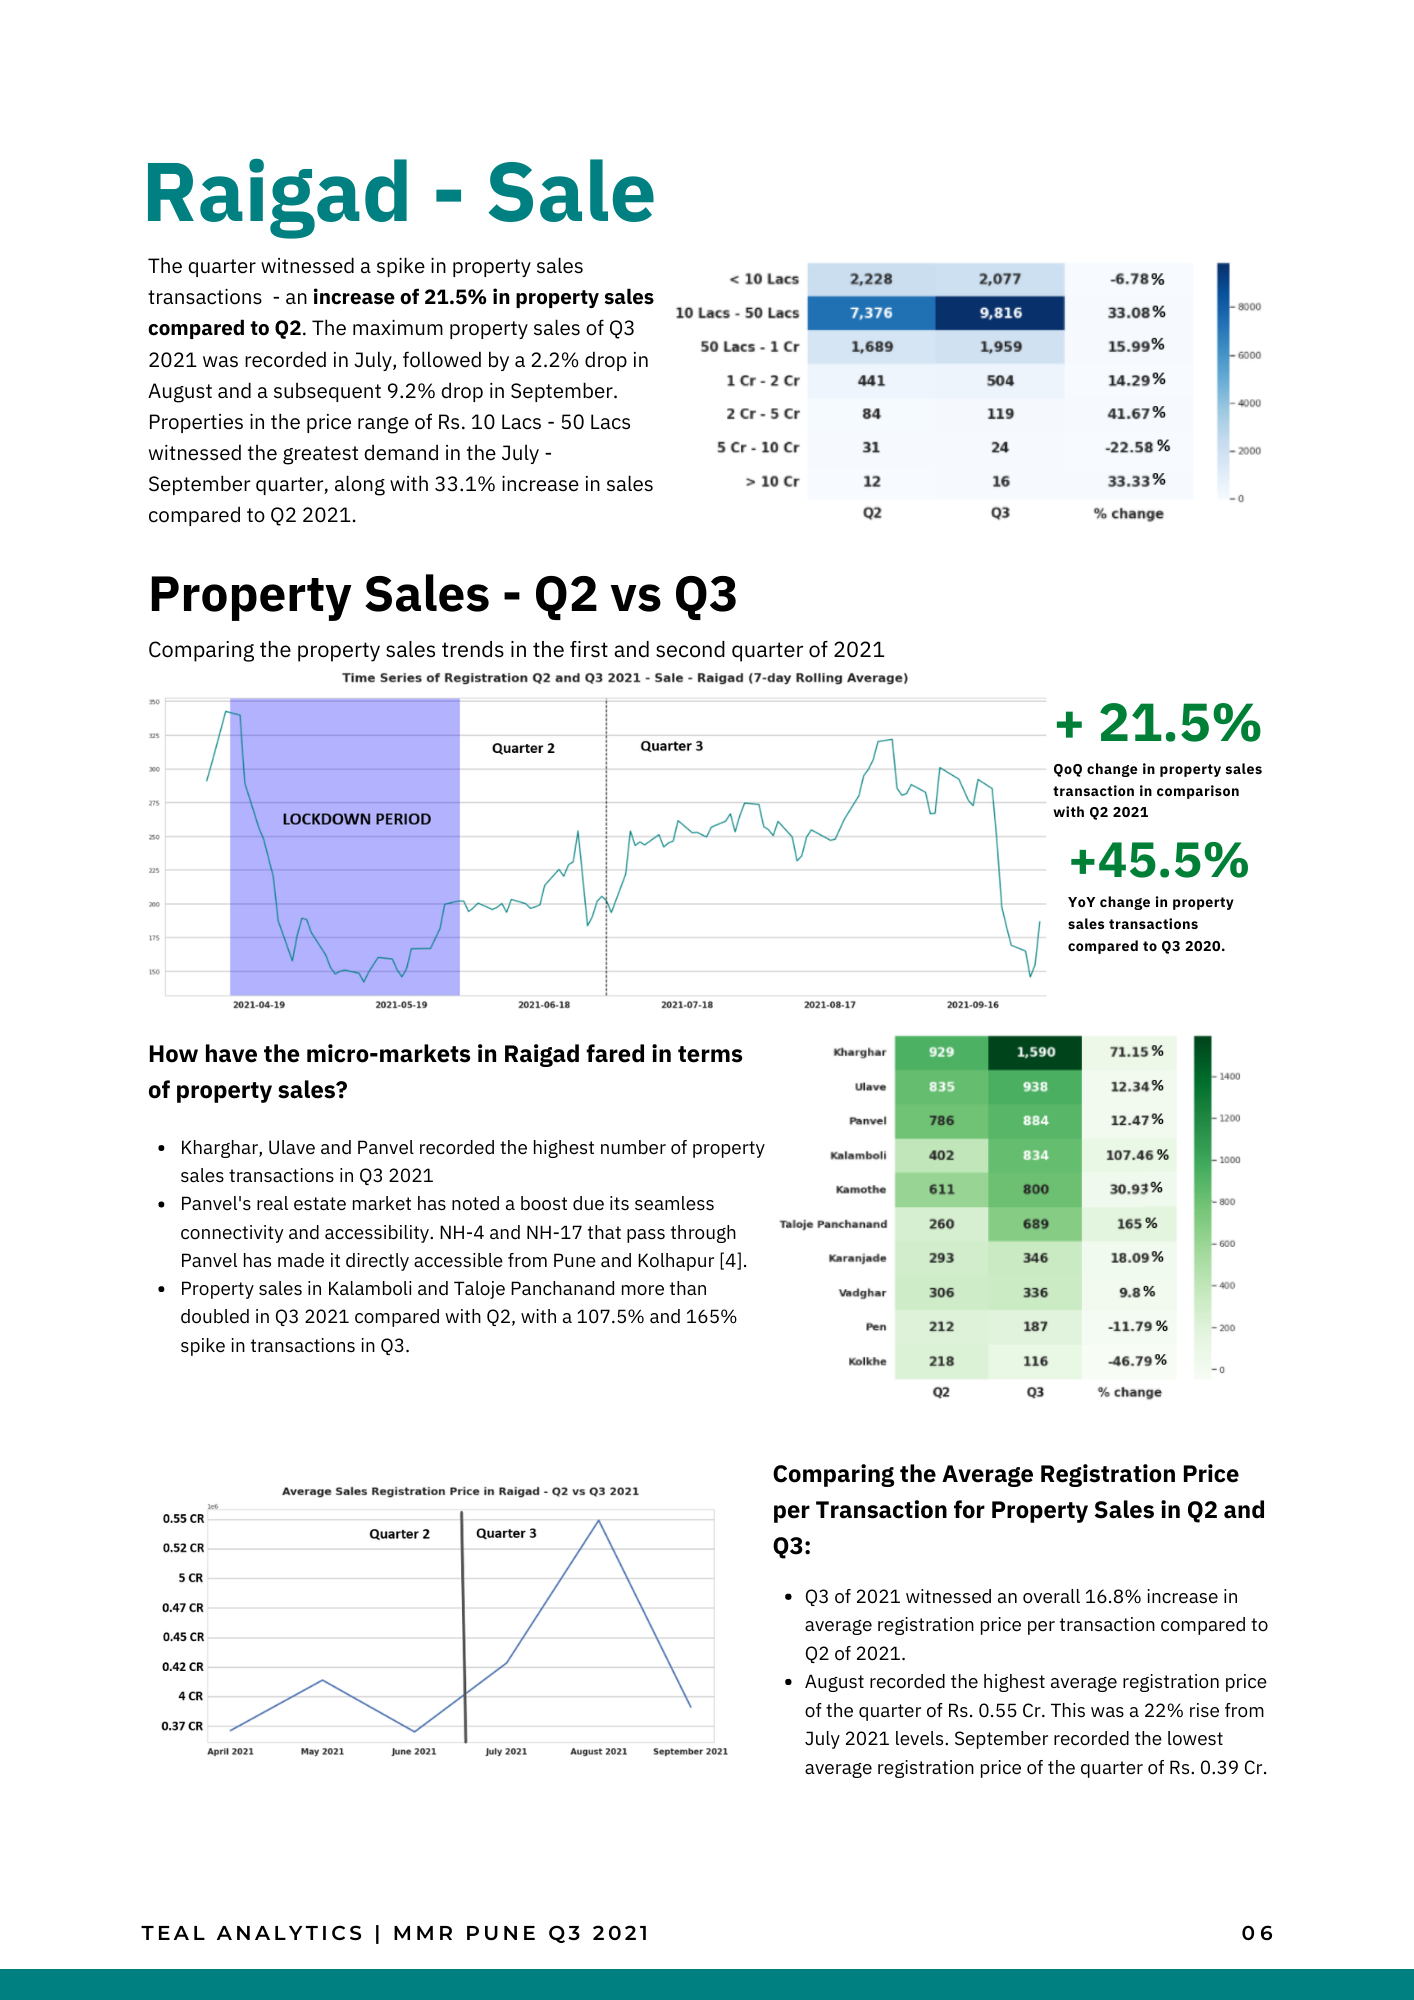 Raigad - Sale
The quarter witnessed a spike in property sales
transactions - an increase of 21.5% in property sales
compared to Q2. The maximum property sales of Q3
2021 was recorded in July, followed by a 2.2% drop in
August and a subsequent 9.2% drop in September.
Properties in the price range of Rs. 10 Lacs - 50 Lacs
witnessed the greatest demand in the July -
September quarter, along with 33.1% increase in sales
compared to Q2 2021.
< 10 Lacs 2,228 2,077 -6.78%
10 Lacs - 50 Lacs 7,376 9,816 33.08%
50 Lacs - 1 Cr 1,689 1,959 15.99%
1 Cr - 2 Cr 441 504 14.29%
2 Cr - 5 Cr 84 119 41.67%
5 Cr - 10 Cr 31 24 -22.58 %
> 10 Cr 12 16 33.33%
Q2 Q3 % change
8000
6000
4000
2000
0
Property Sales - Q2 vs Q3
Comparing the property sales trends in the first and second quarter of 2021
Time Series of Registration Q2 and Q3 2021 - Sale - Raigad (7-day Rolling Average)
350
325
300
275
250
225
200
175
150
LOCKDOWN PERIOD
Quarter 2
Quarter 3
2021-04-19 2021-05-19 2021-06-18 2021-07-18 2021-08-17 2021-09-16
+ 21.5%
QoQ change in property sales
transaction in comparison
with Q2 2021
+45.5%
YoY change in property
sales transactions
compared to Q3 2020.
How have the micro-markets in Raigad fared in terms
of property sales?
• Kharghar, Ulave and Panvel recorded the highest number of property
sales transactions in Q3 2021
• Panvel's real estate market has noted a boost due its seamless
connectivity and accessibility. NH-4 and NH-17 that pass through
Panvel has made it directly accessible from Pune and Kolhapur [4].
• Property sales in Kalamboli and Taloje Panchanand more than
doubled in Q3 2021 compared with Q2, with a 107.5% and 165%
spike in transactions in Q3.
Kharghar 929 1,590 71.15%
Ulave 835 938 12.34%
Panvel 786 884 12.47%
Kalamboli 402 834 107.46 %
Kamothe 611 800 30.93%
Taloje Panchanand 260 689 165 %
Karanjade 293 346 18.09%
Vadghar 306 336 9.8%
Pen 212 187 -11.79 %
Kolkhe 218 116 -46.79%
Q2 Q3 % change
1400
1200
1000
800
600
400
200
0
Average Sales Registration Price in Raigad - Q2 vs Q3 2021
1e6
0.55 CR
0.52 CR
5 CR
0.47 CR
0.45 CR
0.42 CR
4 CR
0.37 CR
Quarter 2
Quarter 3
April 2021 May 2021 June 2021 July 2021 August 2021 September 2021
Comparing the Average Registration Price
per Transaction for Property Sales in Q2 and
Q3:
• Q3 of 2021 witnessed an overall 16.8% increase in
average registration price per transaction compared to
Q2 of 2021.
• August recorded the highest average registration price
of the quarter of Rs. 0.55 Cr. This was a 22% rise from
July 2021 levels. September recorded the lowest
average registration price of the quarter of Rs. 0.39 Cr.
TEAL ANALYTICS | MMR PUNE Q3 2021
06